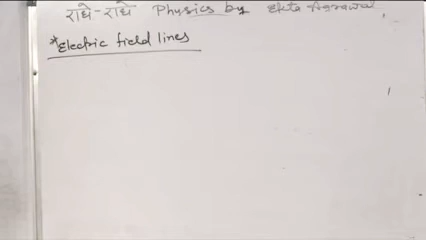 राधे-राधे Physics by Ekta Agrawal
*Electric field lines